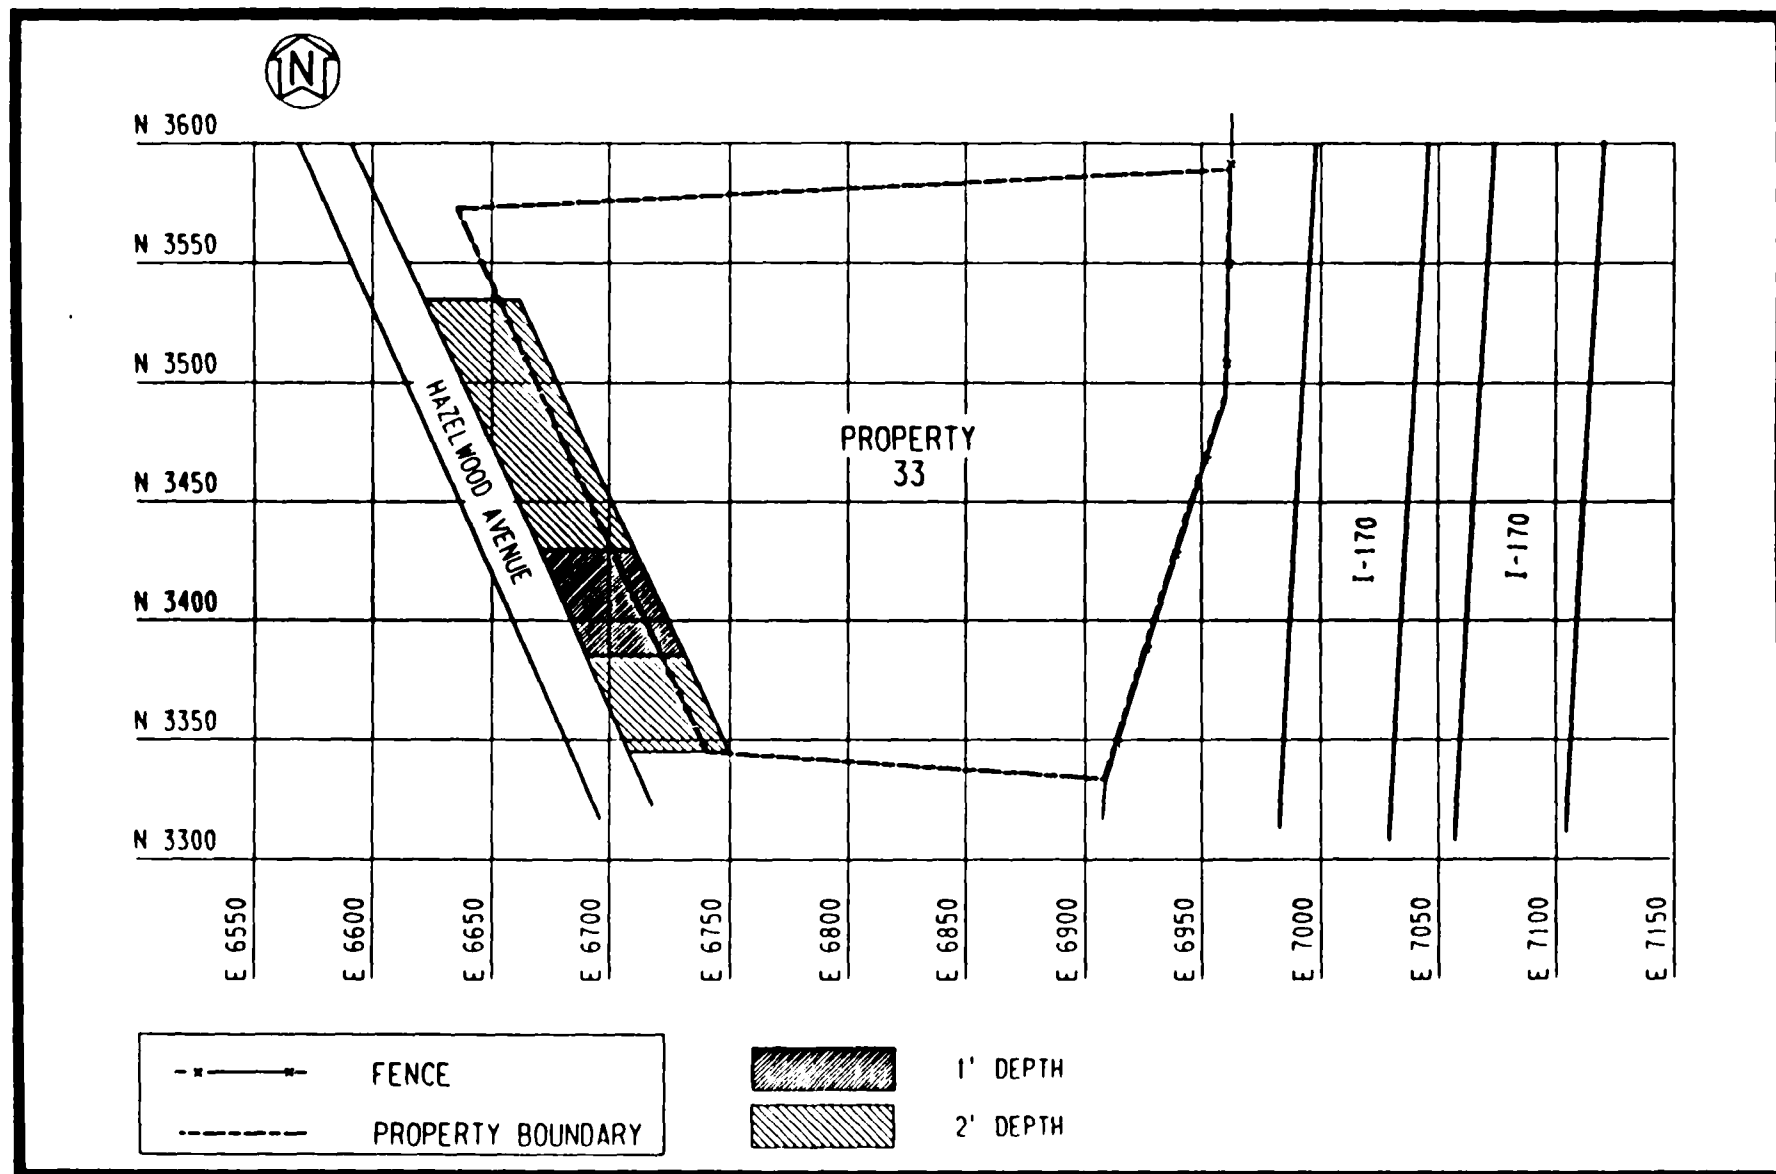 N
N 3600
N 3550
N 3500
N 3450
N 3400
N 3350
N 3300
HAZELWOOD AVENUE
PROPERTY
33
I-170
I-170
E 6550
E 6600
E 6650
E 6700
E 6750
E 6800
E 6850
E 6900
E 6950
E 7000
E 7050
E 7100
E 7150
FENCE
PROPERTY BOUNDARY
1' DEPTH
2' DEPTH